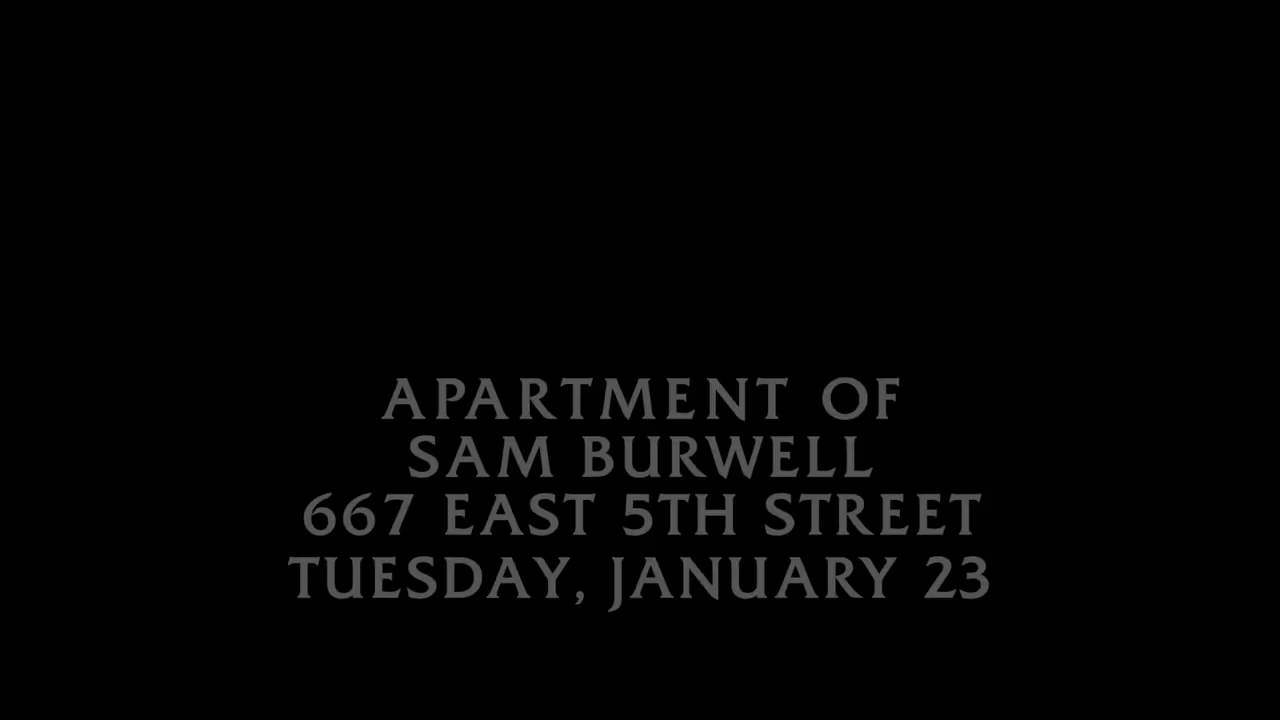 APARTMENT OF
SAM BURWELL
667 EAST 5TH STREET
TUESDAY, JANUARY 23